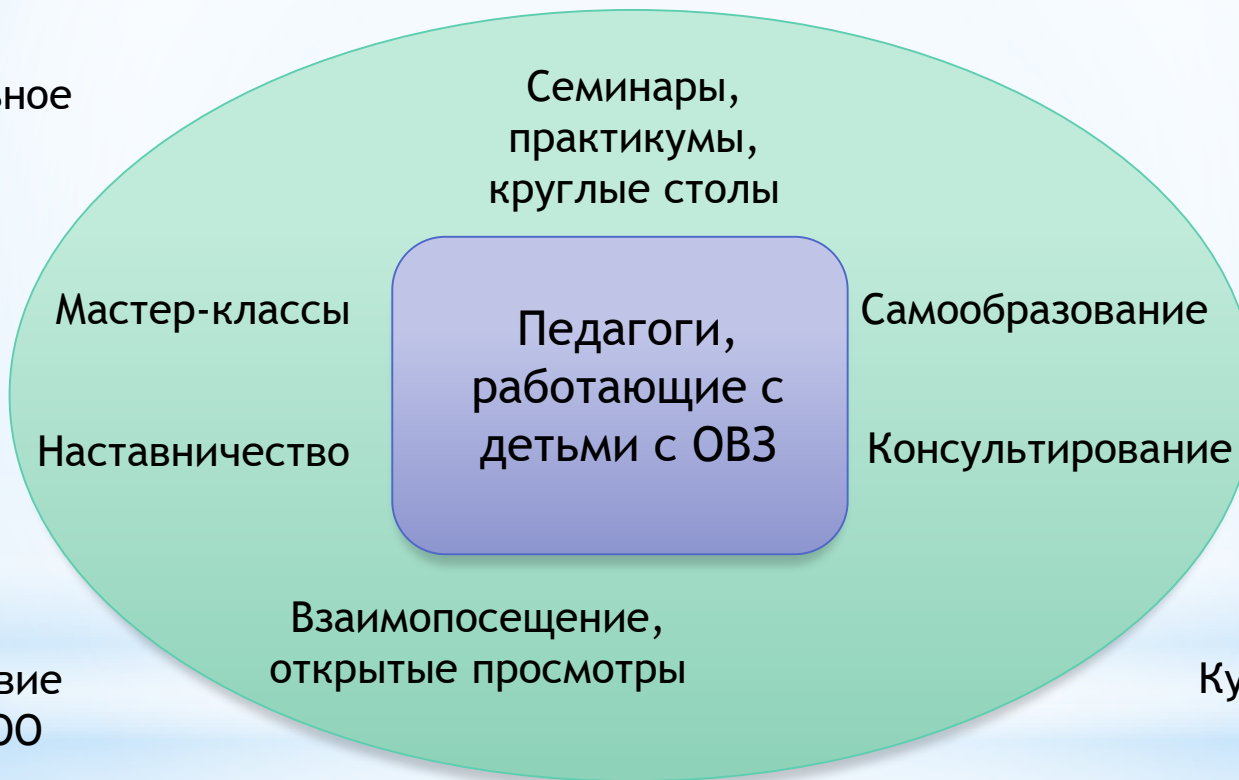 Семинары,
практикумы,
круглые столы
Мастер-классы
Педагоги,
работающие с
детьми с ОВЗ
Самообразование
Наставничество
Консультирование
Взаимопосещение,
открытые просмотры